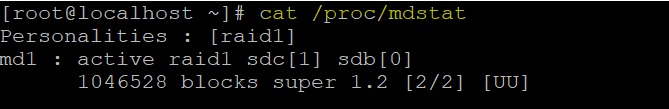 [root@localhost ~]# cat /proc/mdstat
Personalities : [raid1]
md1 : active raid1 sdc[1] sdb[0]
      1046528 blocks super 1.2 [2/2] [UU]